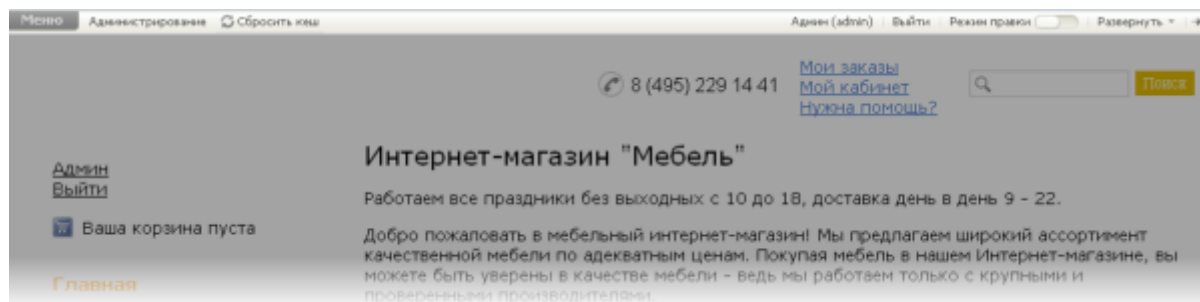 Меню Администрирование Сбросить кеш Админ (admin) Выйти Режим правки Развернуть
8 (495) 229 14 41
Мои заказы
Мой кабинет
Нужна помощь?
Поиск
Админ
Выйти
Ваша корзина пуста
Главная
Интернет-магазин "Мебель"
Работаем все праздники без выходных с 10 до 18, доставка день в день 9 - 22.
Добро пожаловать в мебельный интернет-магазин! Мы предлагаем широкий ассортимент
качественной мебели по адекватным ценам. Покупая мебель в нашем Интернет-магазине, вы
можете быть уверены в качестве мебели - ведь мы работаем только с крупными и
проверенными производителями.